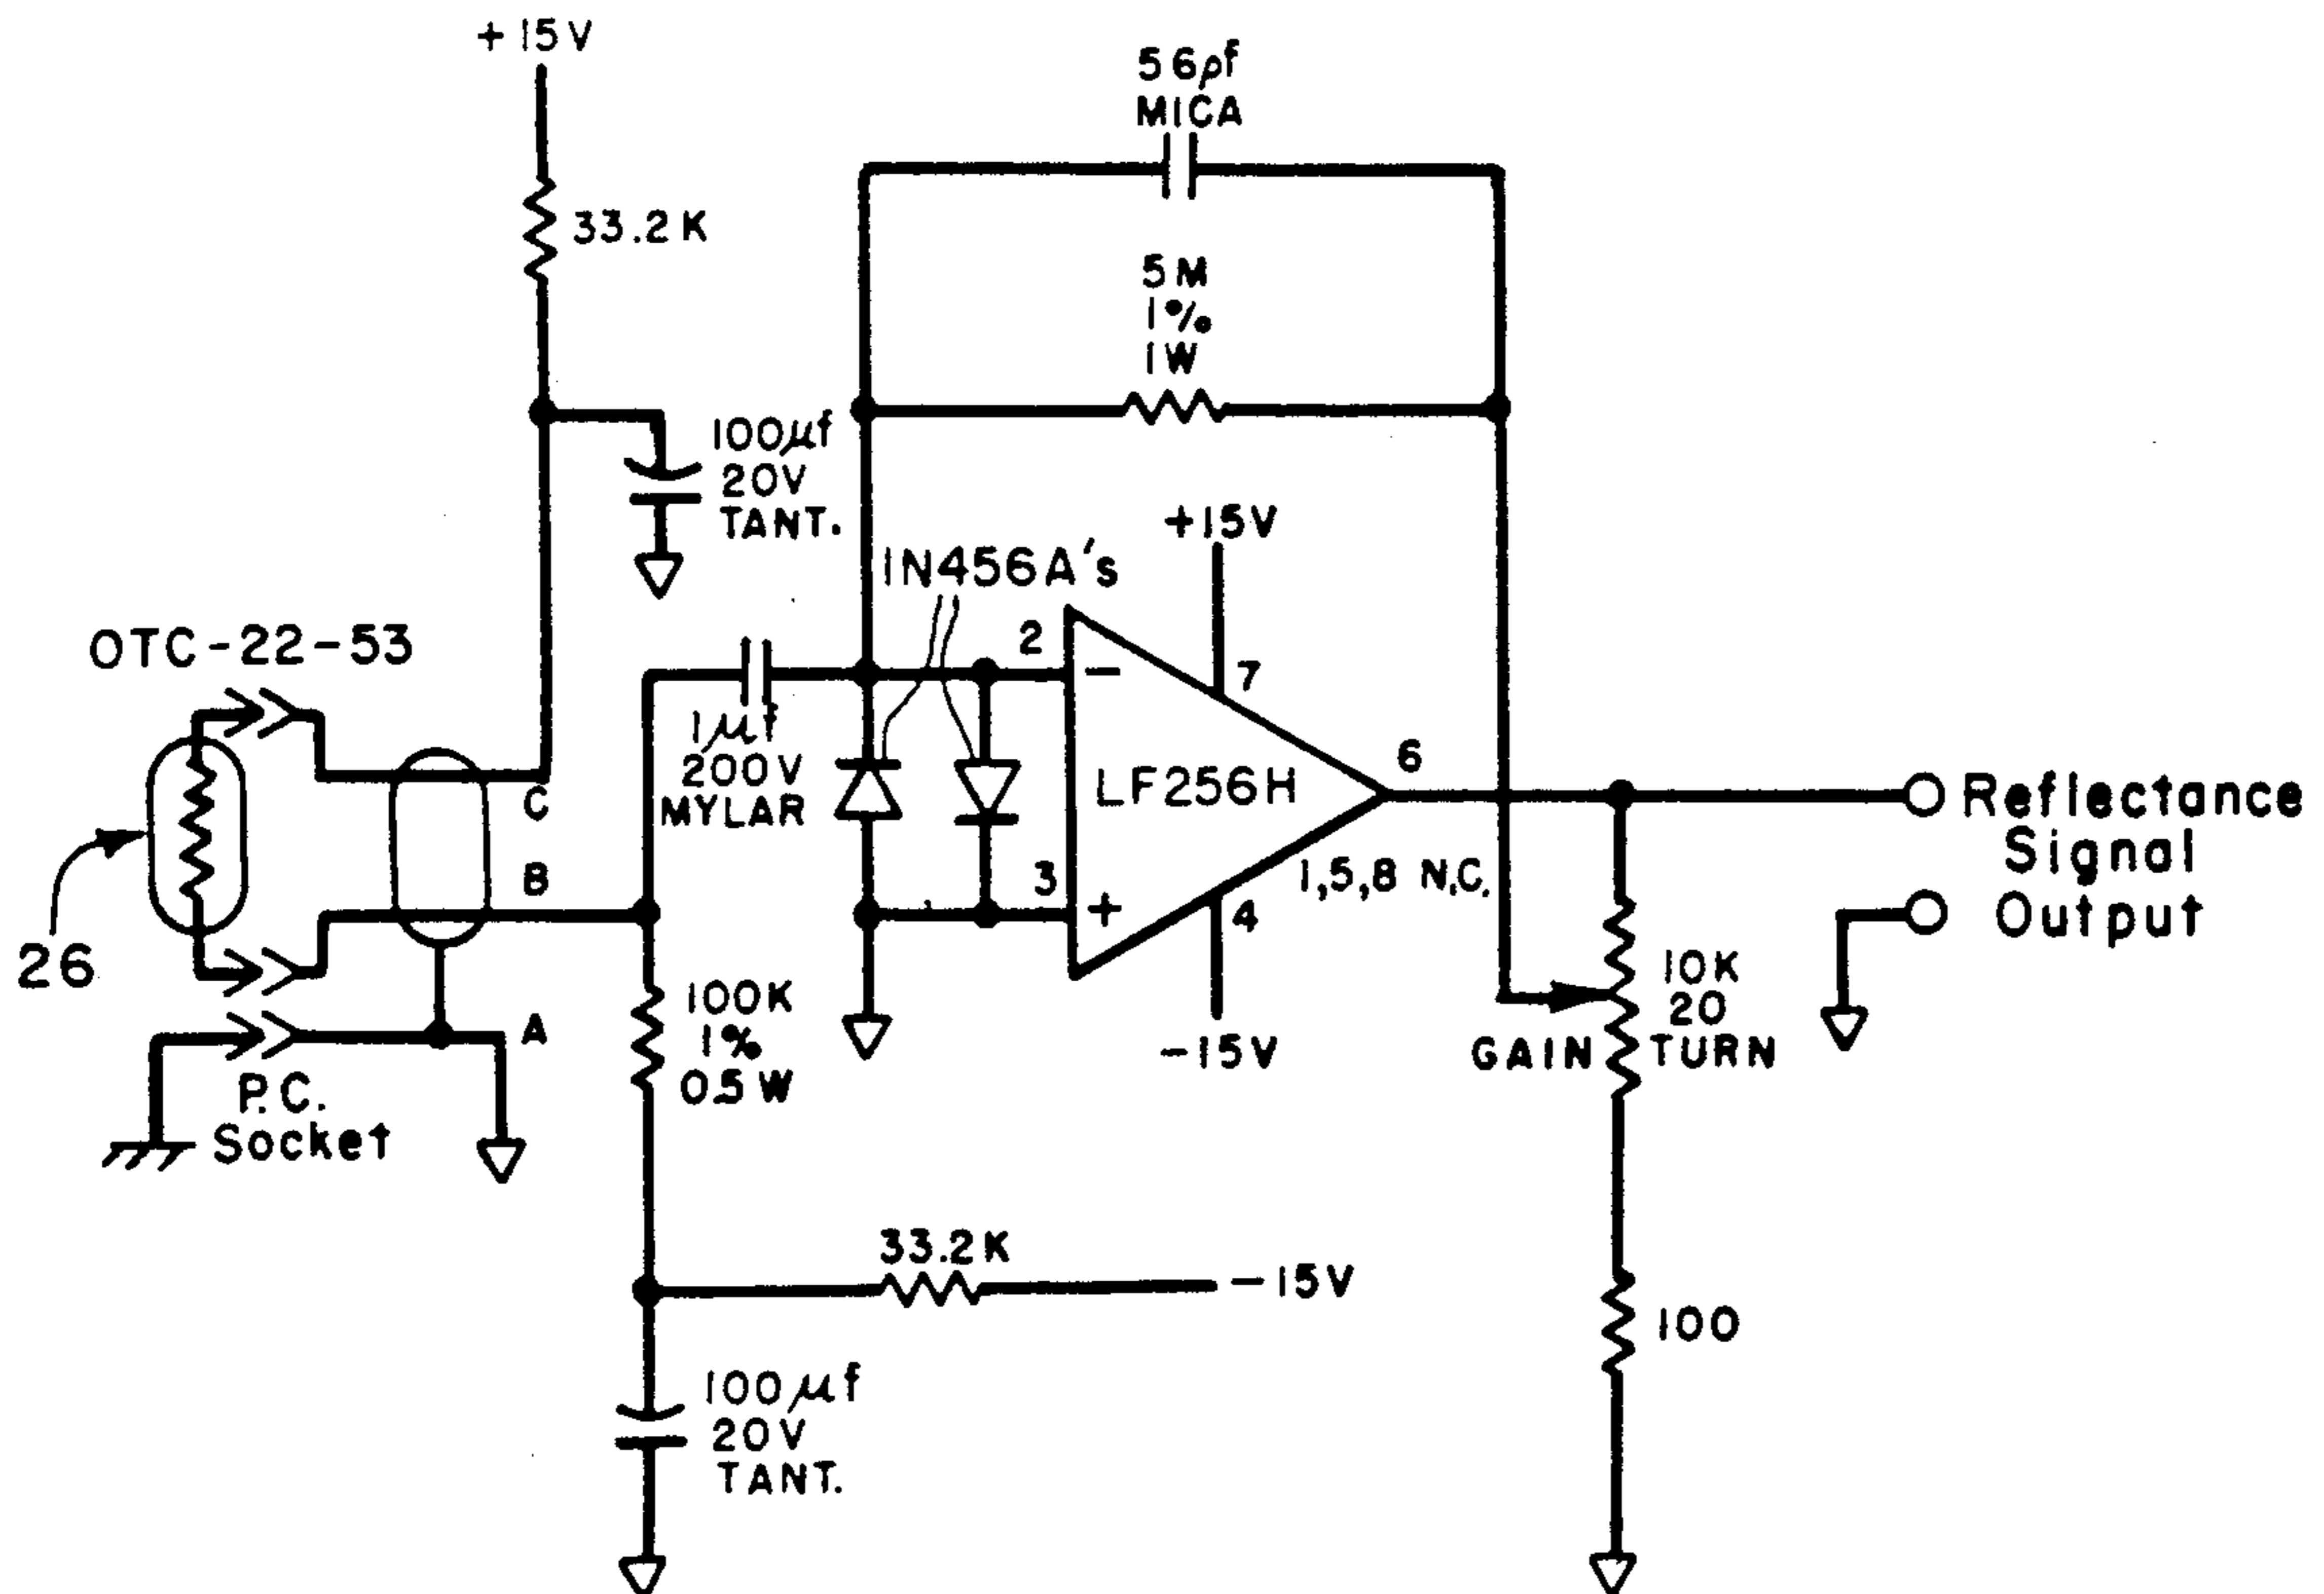 +15V
33.2K
56pf
MICA
5M
1%
1W
100µf
20V
TANT.
+15V
1N456A's
OTC-22-53
2
-
7
1µf
200V
MYLAR
LF256H
6
C
B
3
+
4
1,5,8 N.C.
Reflectance
Signal
Output
26
A
P.C.
Socket
100K
1%
0.5W
-15V
GAIN
10K
20
TURN
33.2K
-15V
100
100µf
20V
TANT.